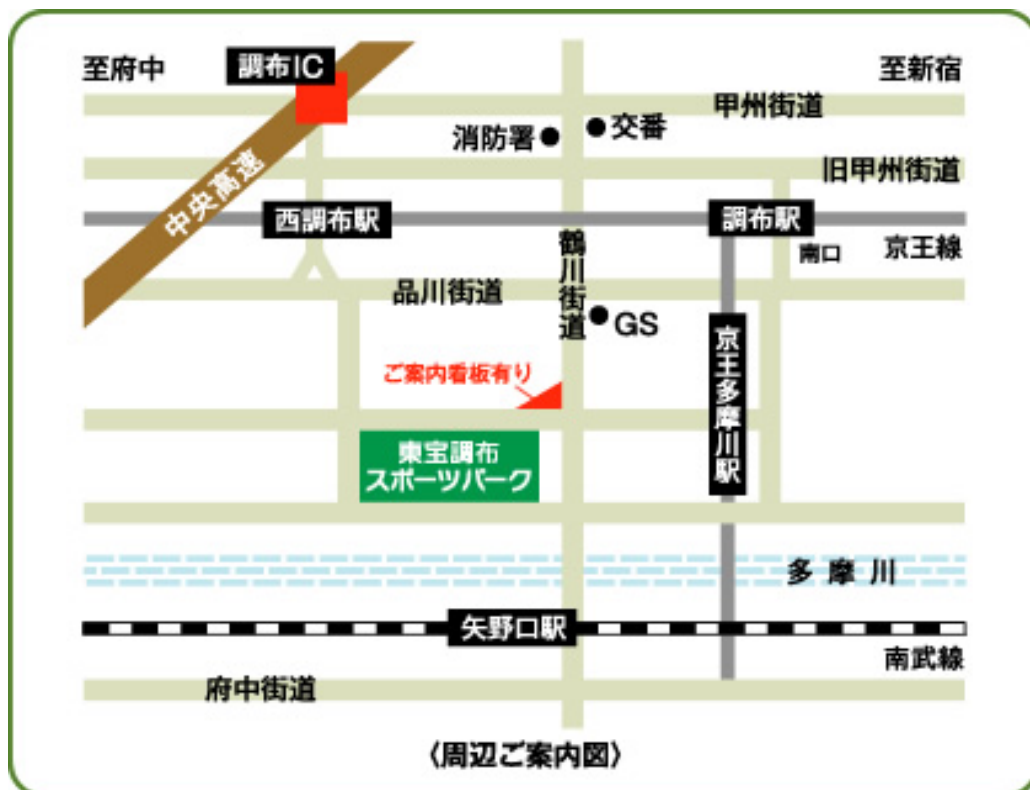 調布IC
至府中
至新宿
甲州街道
消防署
交番
旧甲州街道
中央高速
西調布駅
調布駅
南口
京王線
鶴川街道
品川街道
GS
京王多摩川駅
ご案内看板有り
東宝調布
スポーツパーク
多摩川
矢野口駅
南武線
府中街道
〈周辺ご案内図〉